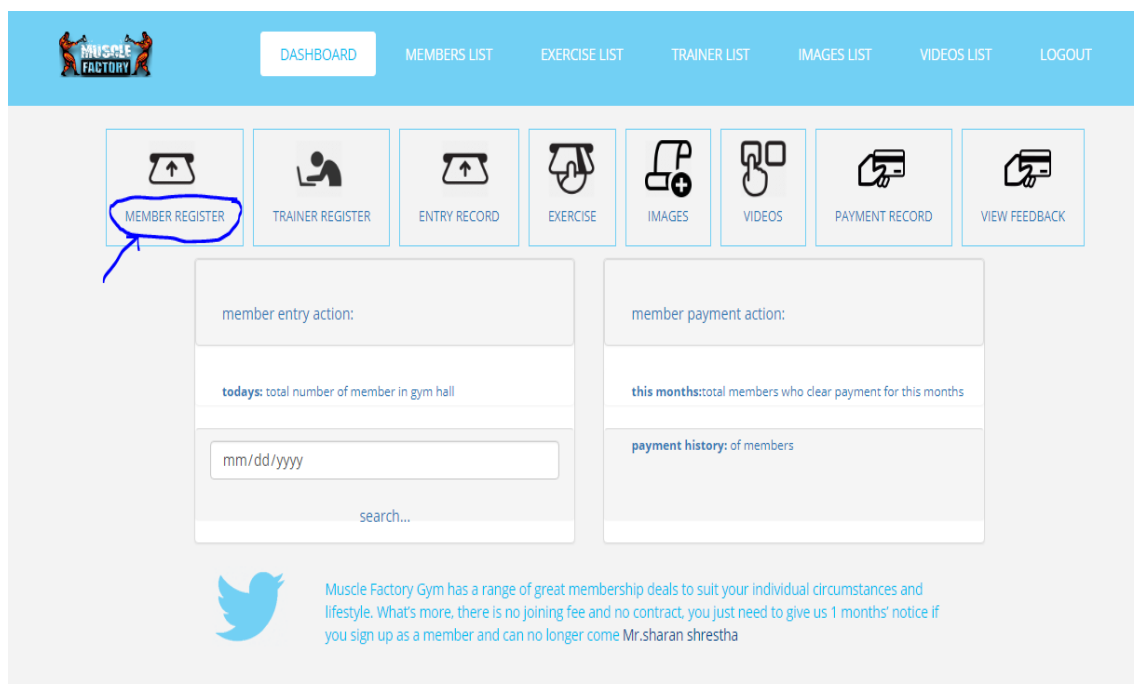 MUSCLE
FACTORY
DASHBOARD MEMBERS LIST EXERCISE LIST TRAINER LIST IMAGES LIST VIDEOS LIST LOGOUT
MEMBER REGISTER TRAINER REGISTER ENTRY RECORD EXERCISE IMAGES VIDEOS PAYMENT RECORD VIEW FEEDBACK
member entry action:
todays: total number of member in gym hall
mm/dd/yyyy
search...
member payment action:
this months:total members who clear payment for this months
payment history: of members
Muscle Factory Gym has a range of great membership deals to suit your individual circumstances and
lifestyle. What's more, there is no joining fee and no contract, you just need to give us 1 months' notice if
you sign up as a member and can no longer come Mr.sharan shrestha